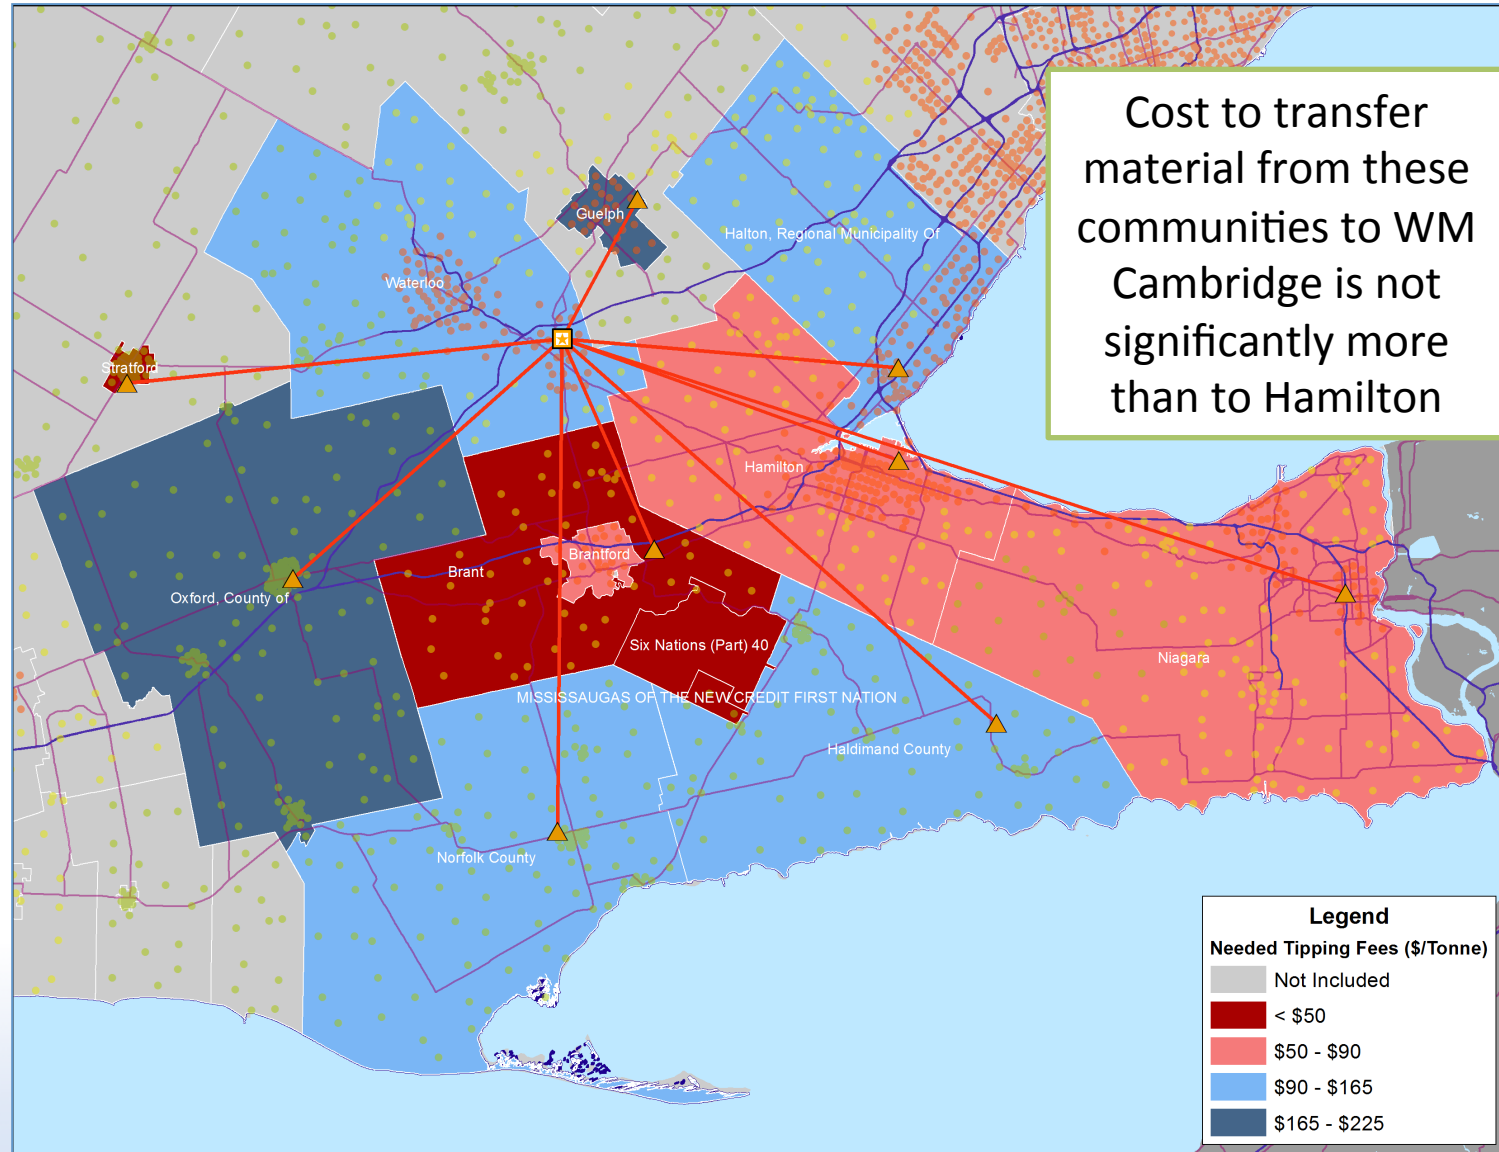 Cost to transfer
material from these
communities to WM
Cambridge is not
significantly more
than to Hamilton
Guelph
Halton, Regional Municipality Of
Waterloo
Stratford
Hamilton
Brantford
Brant
Oxford, County of
Six Nations (Part) 40
Niagara
MISSISSAUGAS OF THE NEW CREDIT FIRST NATION
Haldimand County
Norfolk County
Legend
Needed Tipping Fees ($/Tonne)
Not Included
< $50
$50 - $90
$90 - $165
$165 - $225